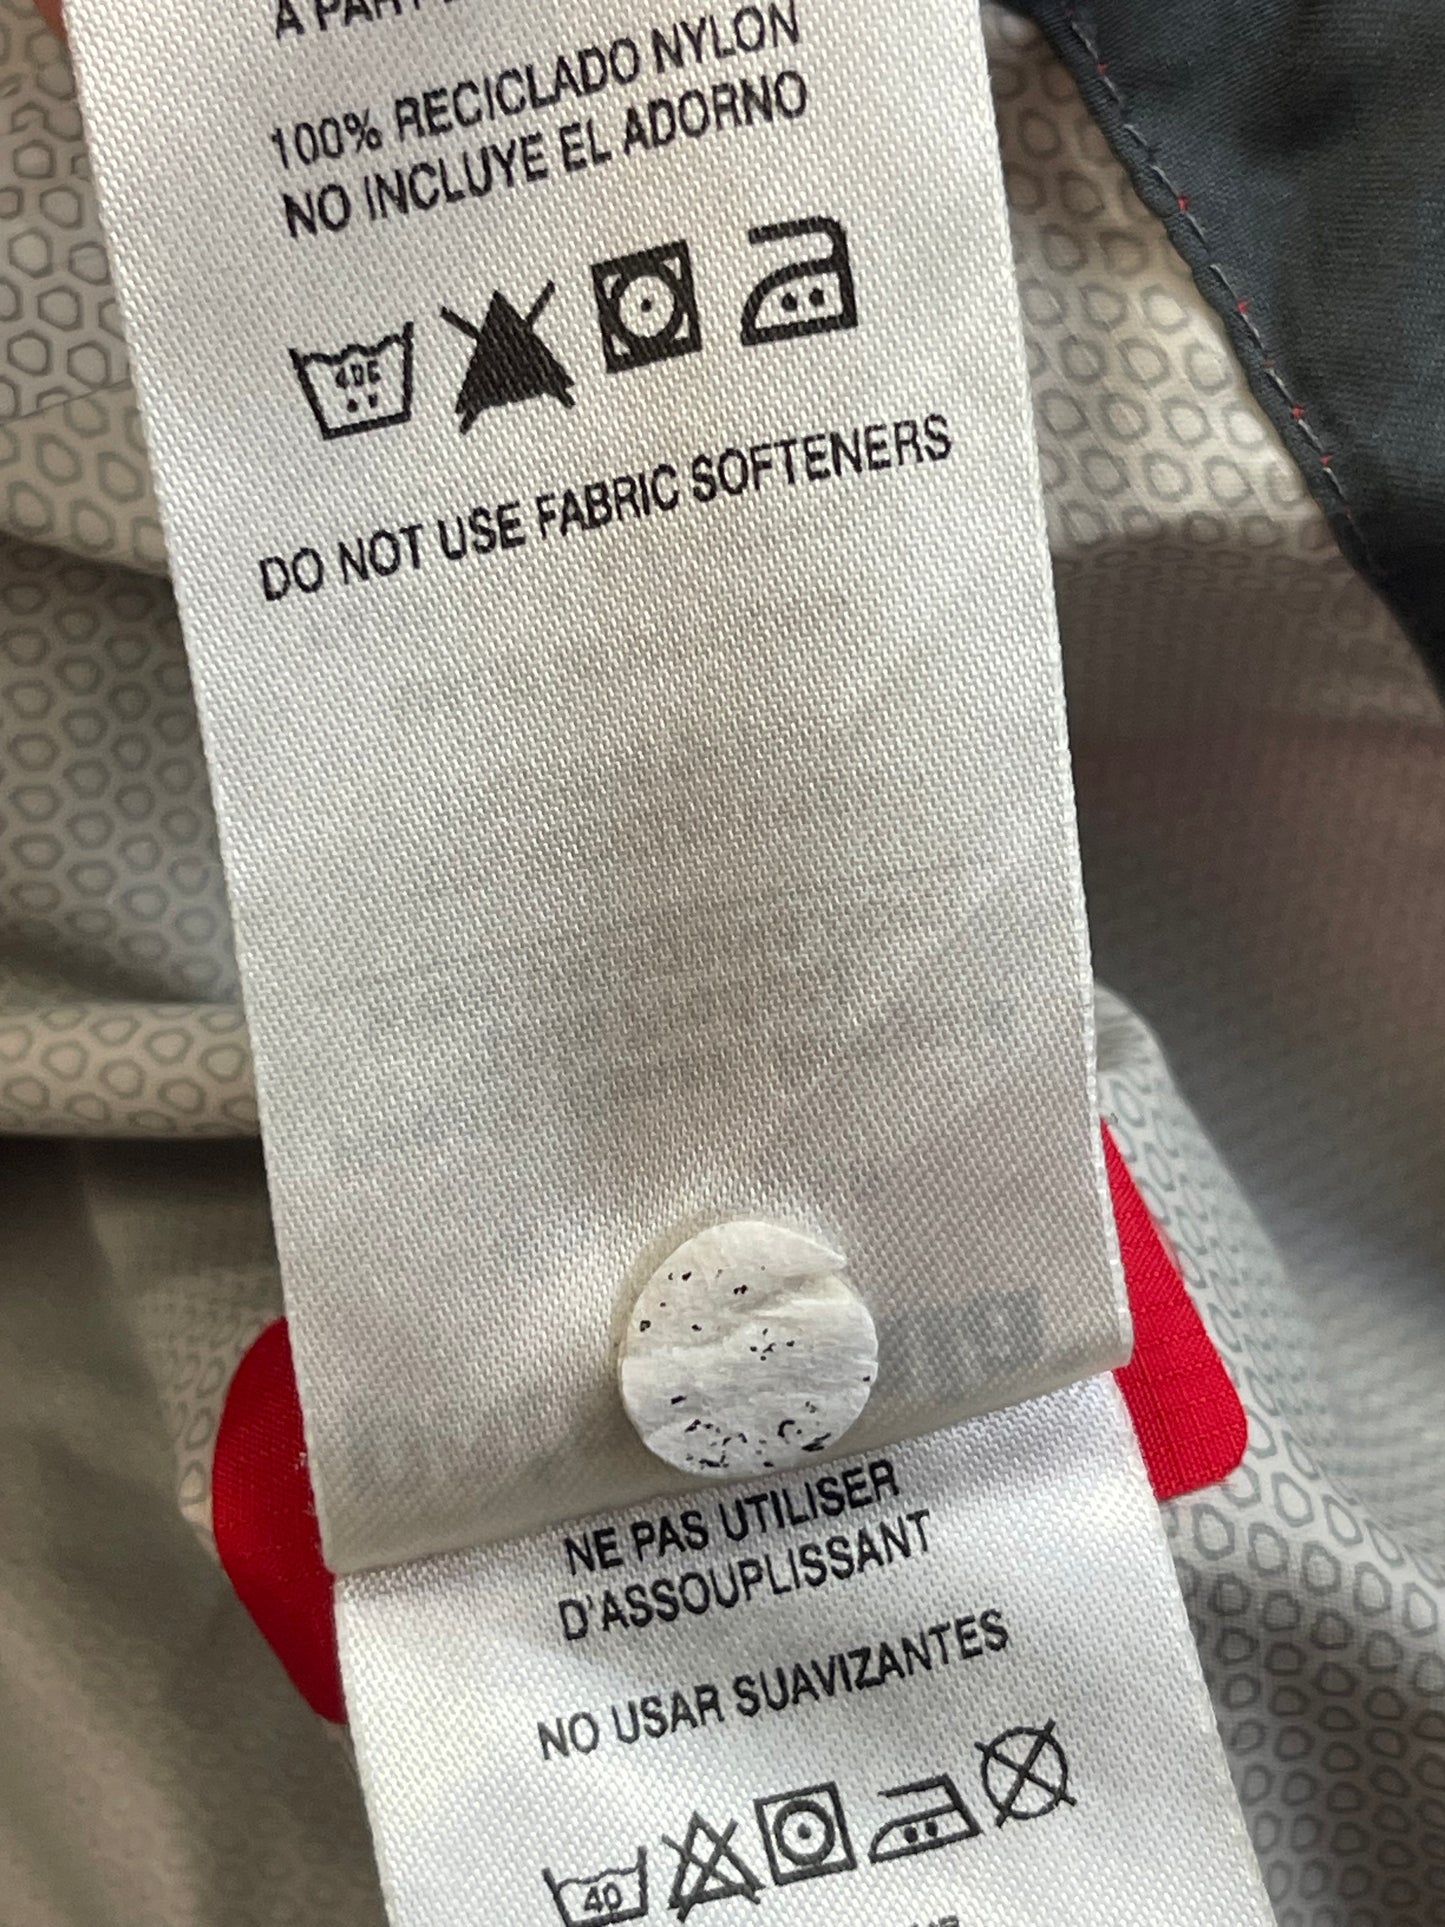 100% RECICLADO NYLON
NO INCLUYE EL ADORNO
DO NOT USE FABRIC SOFTENERS
NE PAS UTILISER
D'ASSOUPLISSANT
NO USAR SUAVIZANTES
40